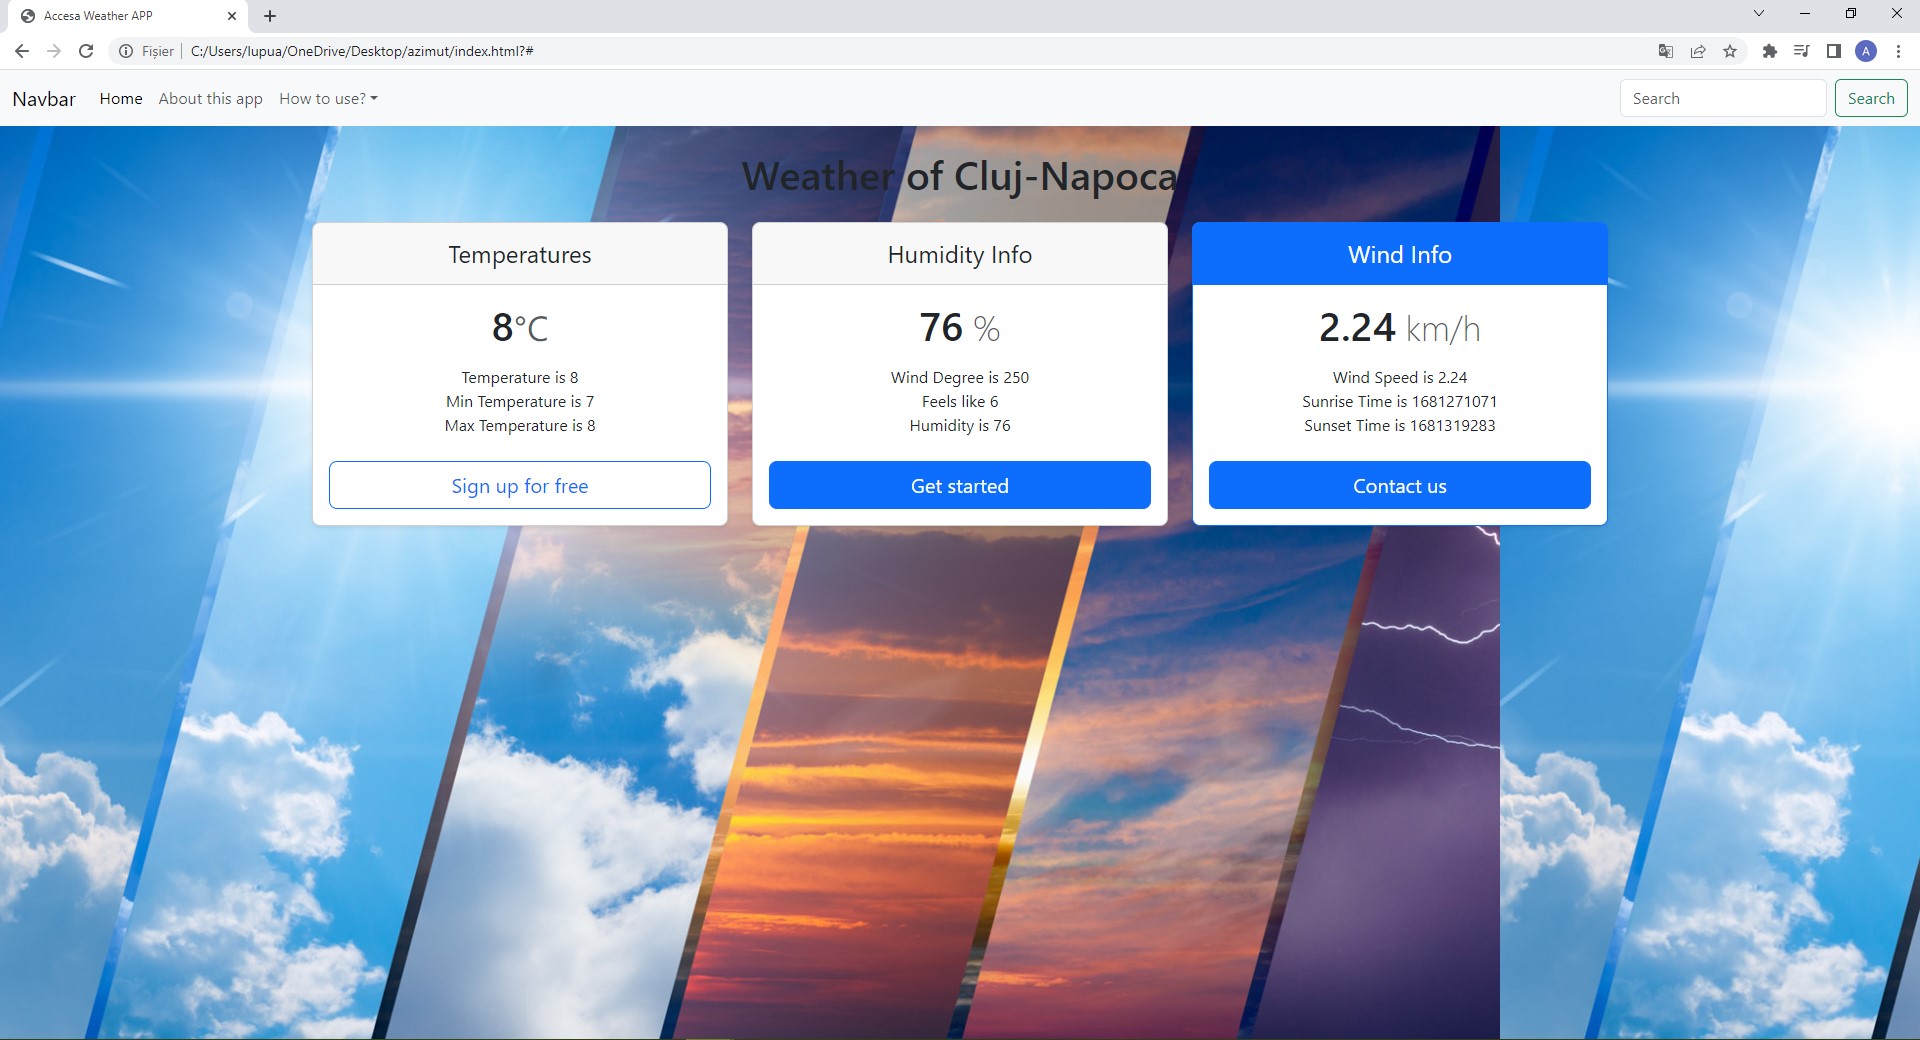 Accesa Weather APP
Fișier C:/Users/lupua/OneDrive/Desktop/azimut/index.html?#
A
Navbar Home About this app How to use? Search Search
Weather of Cluj-Napoca
Temperatures
8°C
Temperature is 8
Min Temperature is 7
Max Temperature is 8
Sign up for free
Humidity Info
76 %
Wind Degree is 250
Feels like 6
Humidity is 76
Get started
Wind Info
2.24 km/h
Wind Speed is 2.24
Sunrise Time is 1681271071
Sunset Time is 1681319283
Contact us